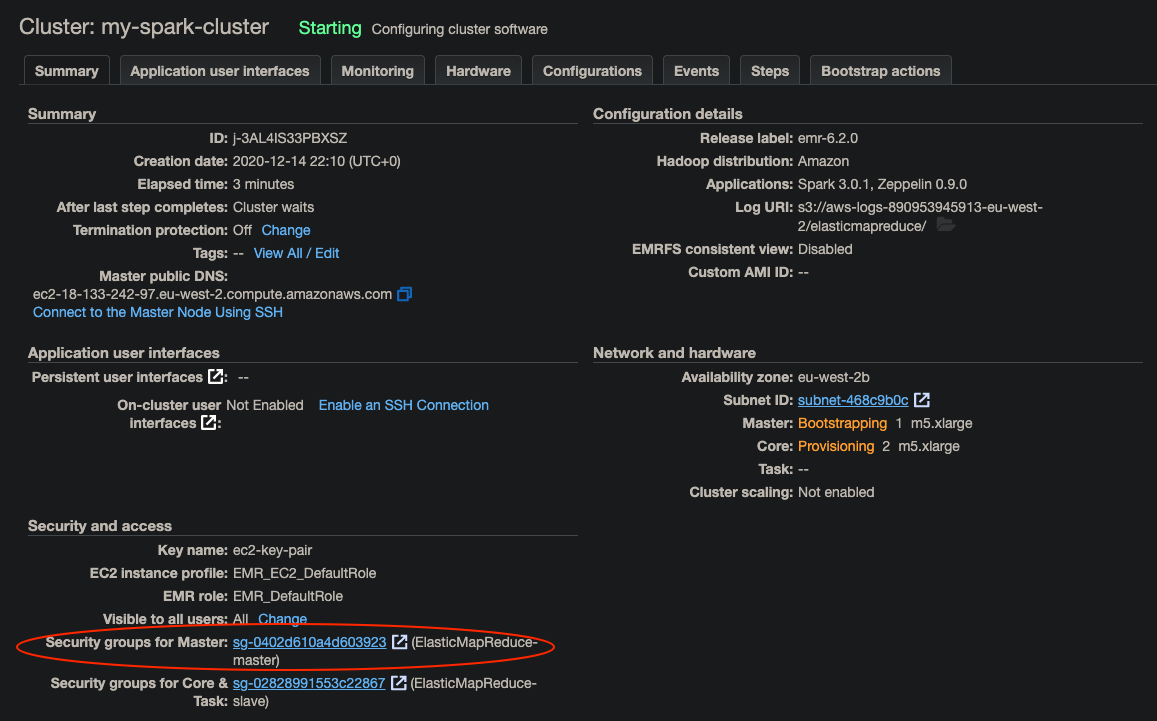 Cluster: my-spark-cluster Starting Configuring cluster software
Summary Application user interfaces Monitoring Hardware Configurations Events Steps Bootstrap actions
Summary
ID: j-3AL4IS33PBXSZ
Creation date: 2020-12-14 22:10 (UTC+0)
Elapsed time: 3 minutes
After last step completes: Cluster waits
Termination protection: Off Change
Tags: -- View All / Edit
Master public DNS:
ec2-18-133-242-97.eu-west-2.compute.amazonaws.com
Connect to the Master Node Using SSH
Configuration details
Release label: emr-6.2.0
Hadoop distribution: Amazon
Applications: Spark 3.0.1, Zeppelin 0.9.0
Log URI: s3://aws-logs-890953945913-eu-west-
2/elasticmapreduce/
EMRFS consistent view: Disabled
Custom AMI ID: --
Application user interfaces
Persistent user interfaces : --
On-cluster user Not Enabled Enable an SSH Connection
interfaces :
Network and hardware
Availability zone: eu-west-2b
Subnet ID: subnet-468c9b0c
Master: Bootstrapping 1 m5.xlarge
Core: Provisioning 2 m5.xlarge
Task: --
Cluster scaling: Not enabled
Security and access
Key name: ec2-key-pair
EC2 instance profile: EMR_EC2_DefaultRole
EMR role: EMR_DefaultRole
Visible to all users: All Change
Security groups for Master: sg-0402d610a4d603923 (ElasticMapReduce-
master)
Security groups for Core & sg-02828991553c22867 (ElasticMapReduce-
Task: slave)